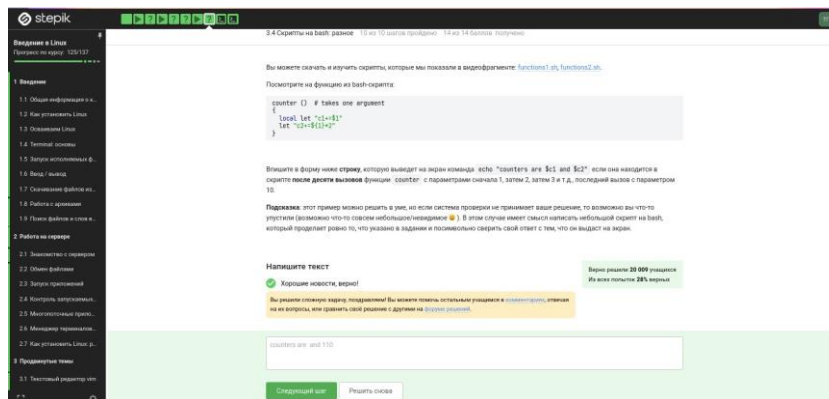 stepik
Введение в Linux
Прогресс по курсу: 125/137
1 Введение
1.1 Общая информация о к...
1.2 Как установить Linux
1.3 Осваиваем Linux
1.4 Terminal: основы
1.5 Запуск исполняемых ф...
1.6 Ввод / вывод
1.7 Скачивание файлов из...
1.8 Работа с архивами
1.9 Поиск файлов и слов в...
2 Работа на сервере
2.1 Знакомство с сервером
2.2 Обмен файлами
2.3 Запуск приложений
2.4 Контроль запускаемых...
2.5 Многопоточные прило...
2.6 Менеджер терминалов...
2.7 Как установить Linux: р...
3 Продвинутые темы
3.1 Текстовый редактор vim
3.4 Скрипты на bash: разное 10 из 10 шагов пройдено 14 из 14 баллов получено
Вы можете скачать и изучить скрипты, которые мы показали в видеофрагменте: functions1.sh, functions2.sh.
Посмотрите на функцию из bash-скрипта:
counter () # takes one argument
{
local let "c1+=$1"
let "c2+=${1}*2"
}
Впишите в форму ниже строку, которую выведет на экран команда echo "counters are $c1 and $c2" если она находится в
скрипте после десяти вызовов функции counter с параметрами сначала 1, затем 2, затем 3 и т.д., последний вызов с параметром
10.
Подсказка: этот пример можно решить в уме, но если система проверки не принимает ваше решение, то возможно вы что-то
упустили (возможно что-то совсем небольшое/невидимое 😉). В этом случае имеет смысл написать небольшой скрипт на bash,
который проделает ровно то, что указано в задании и посимвольно сверить свой ответ с тем, что он выдаст на экран.
Напишите текст
Хорошие новости, верно!
Верно решили 20 009 учащихся
Из всех попыток 28% верных
Вы решили сложную задачу, поздравляем! Вы можете помочь остальным учащимся в комментариях, отвечая
на их вопросы, или сравнить своё решение с другими на форуме решений.
counters are and 110
Следующий шаг
Решить снова